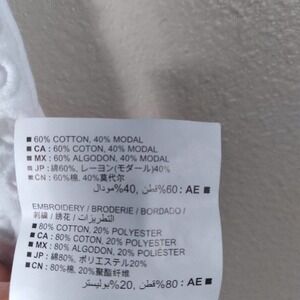 ■ 60% COTTON, 40% MODAL
■ CA : 60% COTON, 40% MODAL
■ MX : 60% ALGODON, 40% MODAL
■ JP : 綿60%, レーヨン(モダール)40%
■ CN : 60%棉, 40%莫代尔
■ AE : 60%قطن, 40%مودال
EMBROIDERY / BRODERIE / BORDADO /
刺繍 / 绣花 / التطريزات
■ 80% COTTON, 20% POLYESTER
■ CA : 80% COTON, 20% POLYESTER
■ MX : 80% ALGODON, 20% POLIESTER
■ JP : 綿80%, ポリエステル20%
■ CN : 80%棉, 20%聚酯纤维
■ AE : 80%قطن, 20%بوليستر